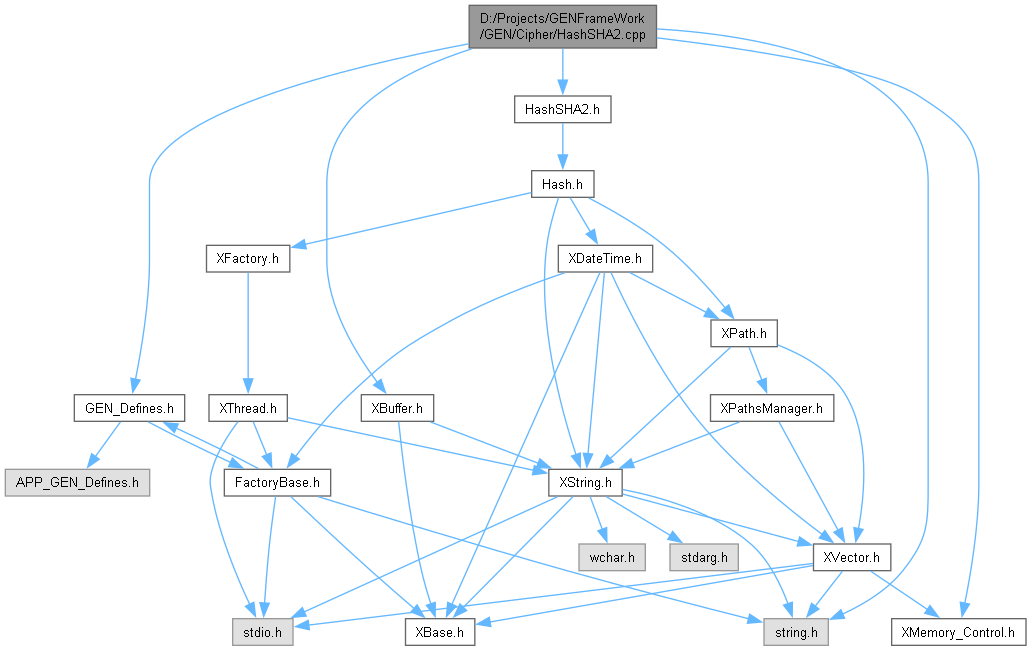 D:/Projects/GENFrameWork
/GEN/Cipher/HashSHA2.cpp
HashSHA2.h
Hash.h
XFactory.h
XDateTime.h
XPath.h
GEN_Defines.h
XThread.h
XBuffer.h
XPathsManager.h
APP_GEN_Defines.h
FactoryBase.h
XString.h
wchar.h
stdarg.h
XVector.h
stdio.h
XBase.h
string.h
XMemory_Control.h